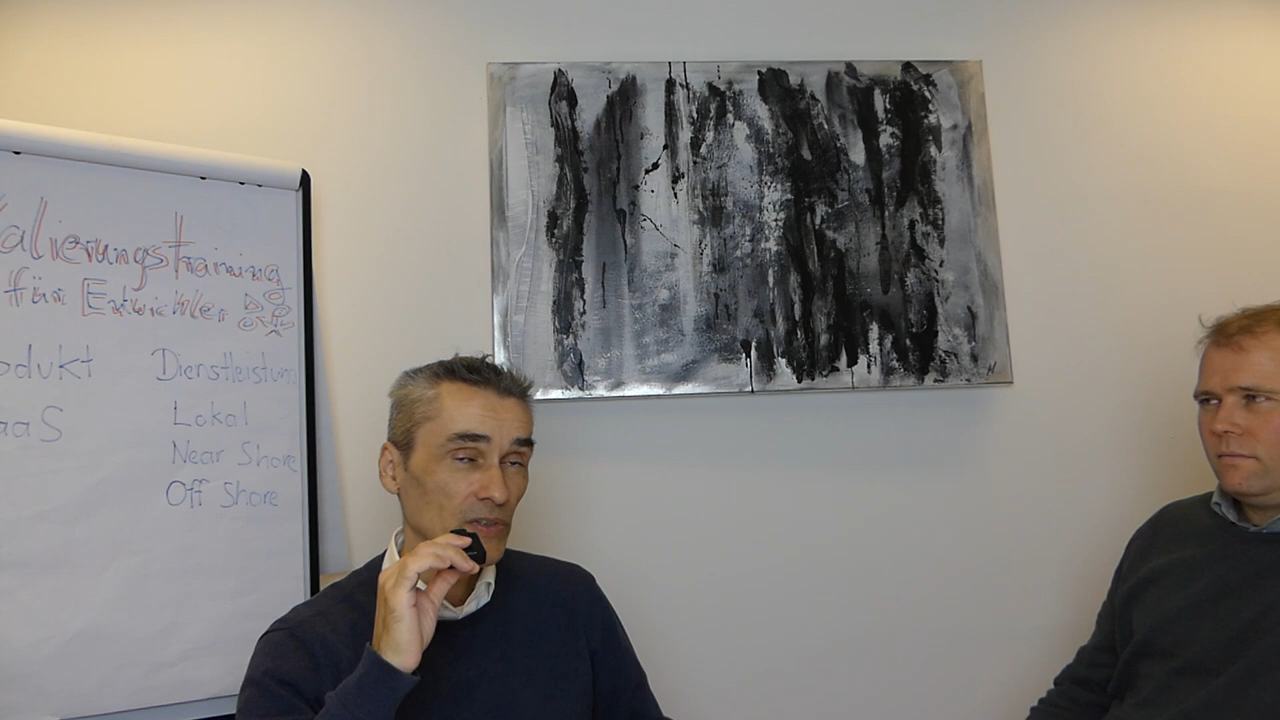 alierungstraining
für Entwickler
odukt Dienstleistung
aaS Lokal
Near Shore
Off Shore